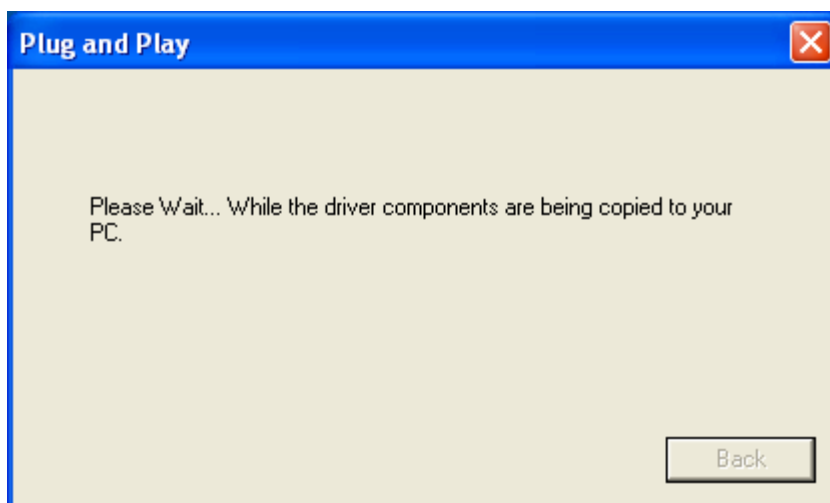 Plug and Play
Please Wait... While the driver components are being copied to your
PC.
Back